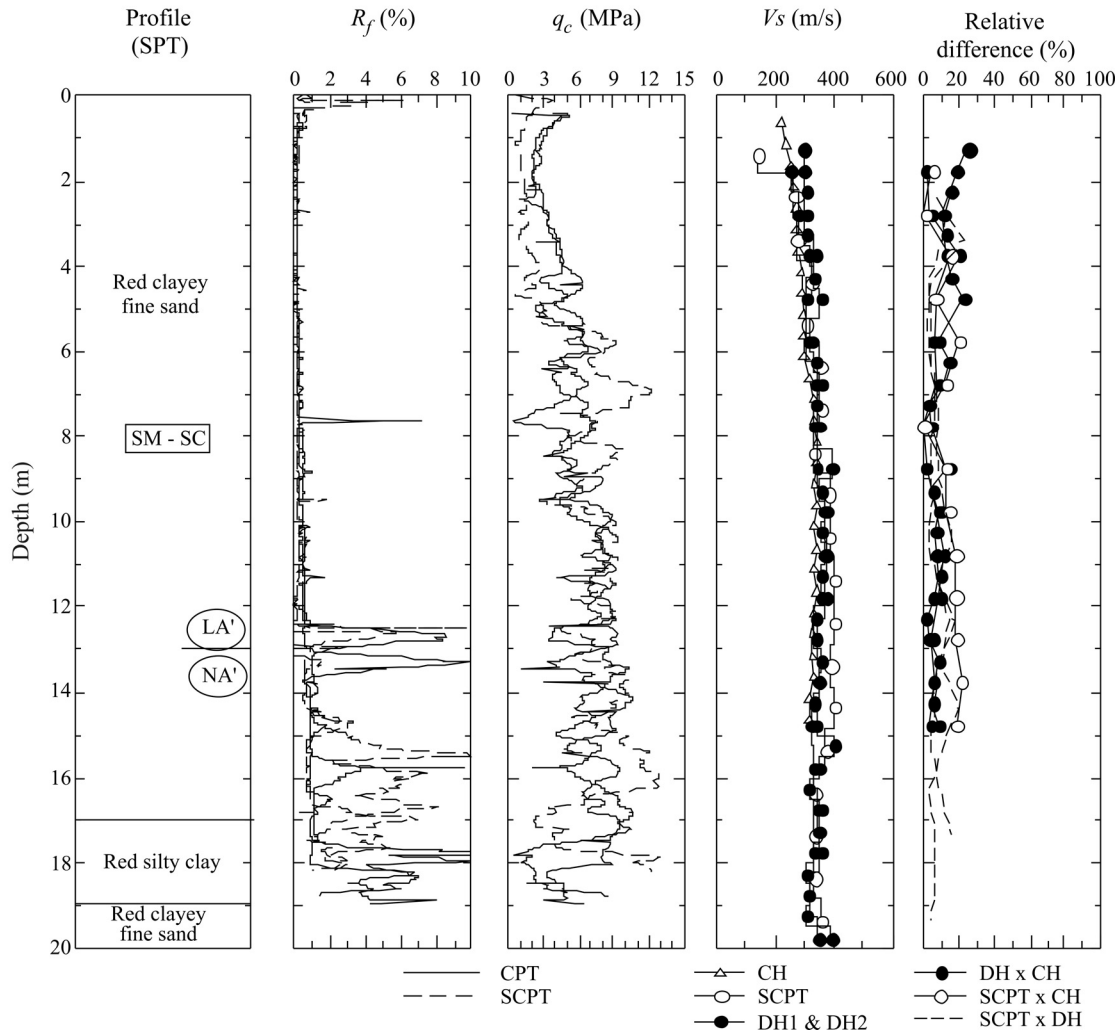 Profile
(SPT)
R_f (%)
q_c (MPa)
Vs (m/s)
Relative
difference (%)
0 2 4 6 8 10
0 3 6 9 12 15
0 200 400 600
0 20 40 60 80 100
Depth (m)
0
2
4
6
8
10
12
14
16
18
20
Red clayey
fine sand
SM - SC
LA'
NA'
Red silty clay
Red clayey
fine sand
CPT
SCPT
CH
SCPT
DH1 & DH2
DH x CH
SCPT x CH
SCPT x DH